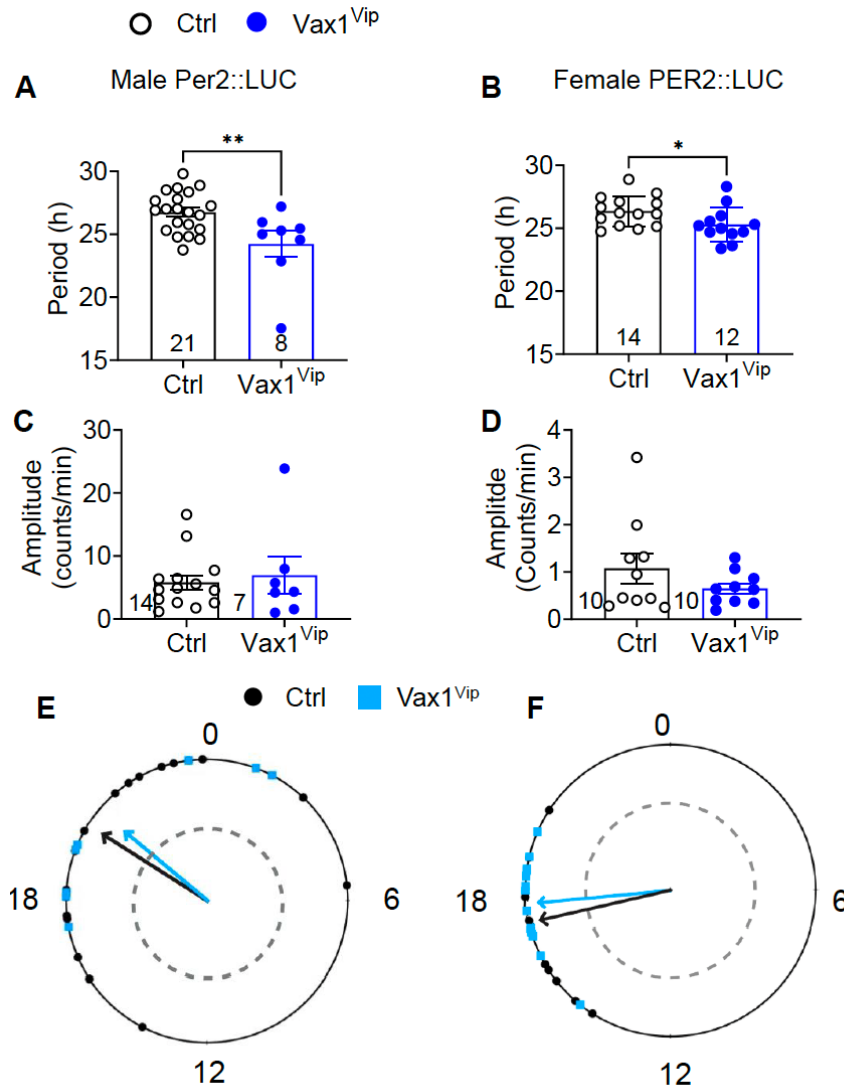 Ctrl Vax1Vip
A Male Per2::LUC
**
Period (h)
30
25
20
15
21
8
Ctrl Vax1Vip
B Female PER2::LUC
*
Period (h)
30
25
20
15
14
12
Ctrl Vax1Vip
C
Amplitude
(counts/min)
30
20
10
0
14
7
Ctrl Vax1Vip
D
Amplitde
(Counts/min)
4
3
2
1
0
10
10
Ctrl Vax1Vip
Ctrl Vax1Vip
E
0
18
6
12
F
0
18
6
12